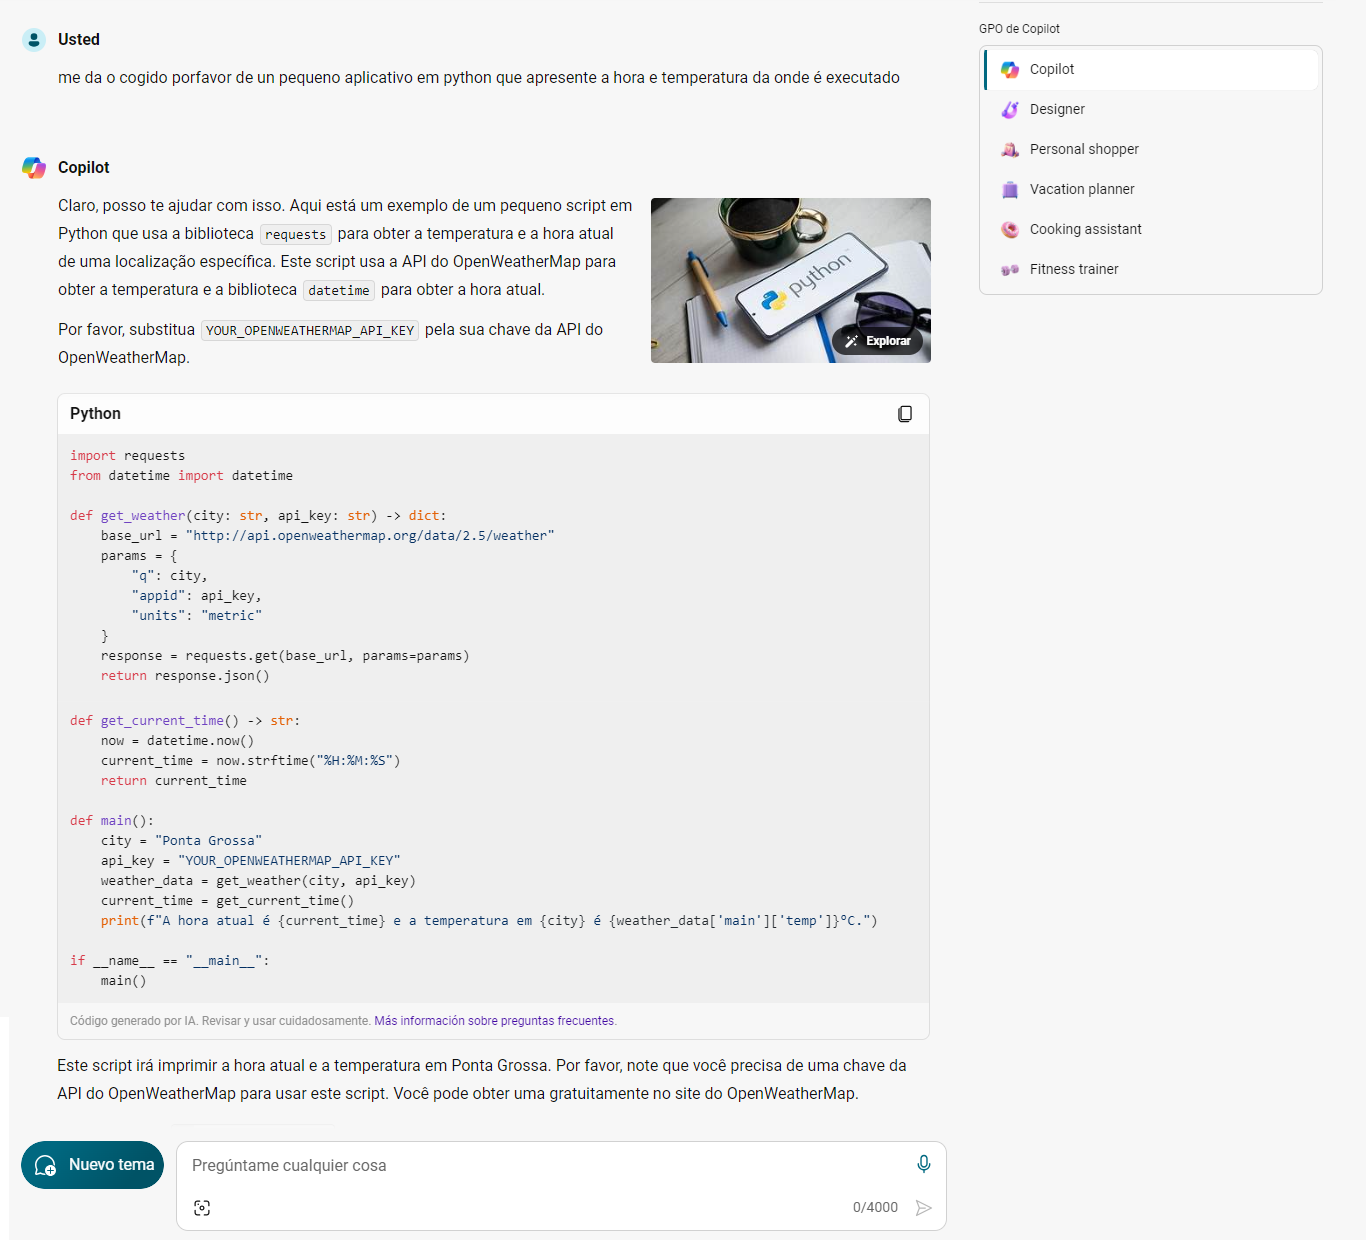 Usted
me da o cogido porfavor de un pequeno aplicativo em python que apresente a hora e temperatura da onde é executado
Copilot
Claro, posso te ajudar com isso. Aqui está um exemplo de um pequeno script em
Python que usa a biblioteca requests para obter a temperatura e a hora atual
de uma localização específica. Este script usa a API do OpenWeatherMap para
obter a temperatura e a biblioteca datetime para obter a hora atual.
Por favor, substitua YOUR_OPENWEATHERMAP_API_KEY pela sua chave da API do
OpenWeatherMap.
python
Explorar
Python
import requests
from datetime import datetime
def get_weather(city: str, api_key: str) -> dict:
    base_url = "http://api.openweathermap.org/data/2.5/weather"
    params = {
        "q": city,
        "appid": api_key,
        "units": "metric"
    }
    response = requests.get(base_url, params=params)
    return response.json()
def get_current_time() -> str:
    now = datetime.now()
    current_time = now.strftime("%H:%M:%S")
    return current_time
def main():
    city = "Ponta Grossa"
    api_key = "YOUR_OPENWEATHERMAP_API_KEY"
    weather_data = get_weather(city, api_key)
    current_time = get_current_time()
    print(f"A hora atual é {current_time} e a temperatura em {city} é {weather_data['main']['temp']}°C.")
if __name__ == "__main__":
    main()
Código generado por IA. Revisar y usar cuidadosamente. Más información sobre preguntas frecuentes.
Este script irá imprimir a hora atual e a temperatura em Ponta Grossa. Por favor, note que você precisa de uma chave da
API do OpenWeatherMap para usar este script. Você pode obter uma gratuitamente no site do OpenWeatherMap.
Nuevo tema
Pregúntame cualquier cosa
0/4000
GPO de Copilot
Copilot
Designer
Personal shopper
Vacation planner
Cooking assistant
Fitness trainer